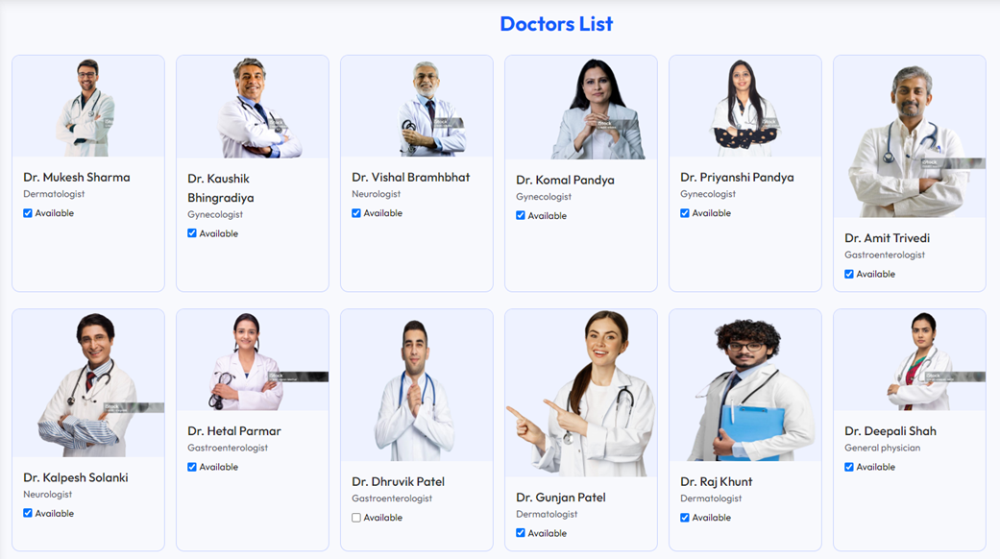 Doctors List
Dr. Mukesh Sharma
Dermatologist
Available
Dr. Kaushik
Bhingradiya
Gynecologist
Available
Dr. Vishal Bramhbhat
Neurologist
Available
Dr. Komal Pandya
Gynecologist
Available
Dr. Priyanshi Pandya
Gynecologist
Available
Dr. Amit Trivedi
Gastroenterologist
Available
Dr. Kalpesh Solanki
Neurologist
Available
Dr. Hetal Parmar
Gastroenterologist
Available
Dr. Dhruvik Patel
Gastroenterologist
Available
Dr. Gunjan Patel
Dermatologist
Available
Dr. Raj Khunt
Dermatologist
Available
Dr. Deepali Shah
General physician
Available